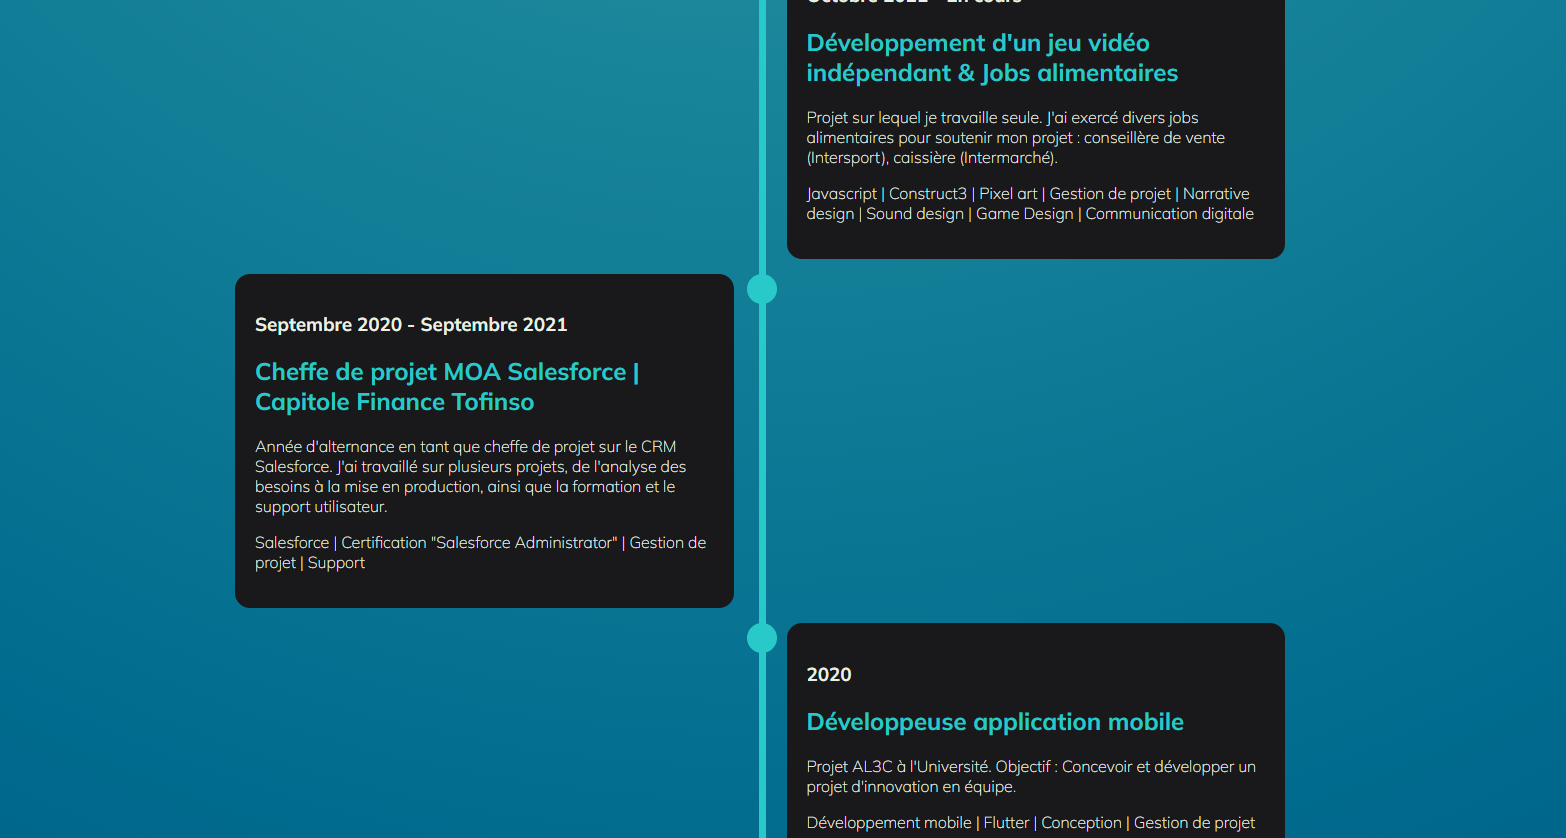 Octobre 2021 - En cours
Développement d'un jeu vidéo
indépendant & Jobs alimentaires
Projet sur lequel je travaille seule. J'ai exercé divers jobs
alimentaires pour soutenir mon projet : conseillère de vente
(Intersport), caissière (Intermarché).
Javascript | Construct3 | Pixel art | Gestion de projet | Narrative
design | Sound design | Game Design | Communication digitale
Septembre 2020 - Septembre 2021
Cheffe de projet MOA Salesforce |
Capitole Finance Tofinso
Année d'alternance en tant que cheffe de projet sur le CRM
Salesforce. J'ai travaillé sur plusieurs projets, de l'analyse des
besoins à la mise en production, ainsi que la formation et le
support utilisateur.
Salesforce | Certification "Salesforce Administrator" | Gestion de
projet | Support
2020
Développeuse application mobile
Projet AL3C à l'Université. Objectif : Concevoir et développer un
projet d'innovation en équipe.
Développement mobile | Flutter | Conception | Gestion de projet